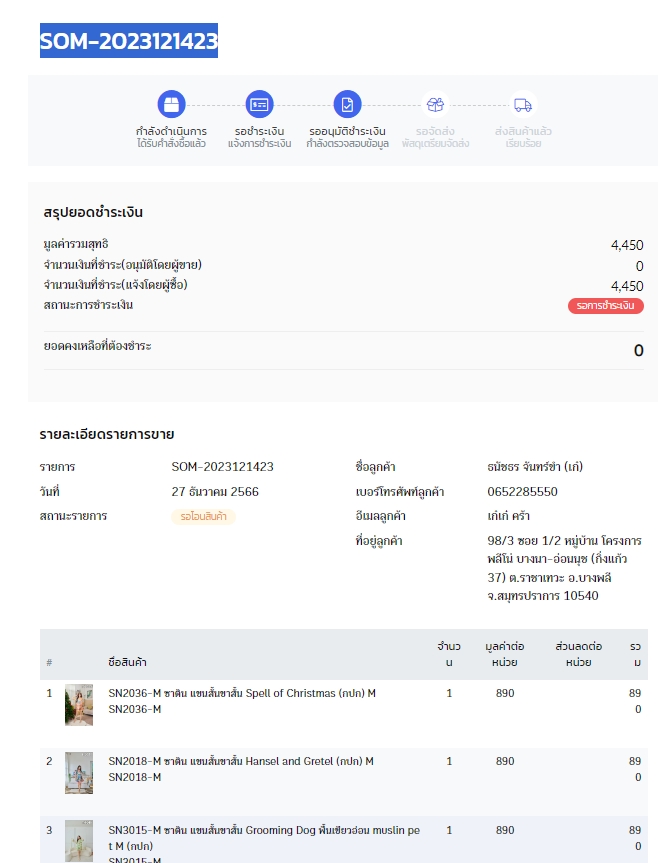 SOM-2023121423
กำลังดำเนินการ
ได้รับคำสั่งซื้อแล้ว
รอชำระเงิน
แจ้งการชำระเงิน
รออนุมัติชำระเงิน
กำลังตรวจสอบข้อมูล
รอจัดส่ง
พัสดุเตรียมจัดส่ง
ส่งสินค้าแล้ว
เรียบร้อย
สรุปยอดชำระเงิน
มูลค่ารวมสุทธิ 4,450
จำนวนเงินที่ชำระ(อนุมัติโดยผู้ขาย) 0
จำนวนเงินที่ชำระ(แจ้งโดยผู้ซื้อ) 4,450
สถานะการชำระเงิน รอการชำระเงิน
ยอดคงเหลือที่ต้องชำระ 0
รายละเอียดรายการขาย
รายการ SOM-2023121423
วันที่ 27 ธันวาคม 2566
สถานะรายการ รอโอนสินค้า
ชื่อลูกค้า ธนัชธร จันทร์ขำ (เก๋)
เบอร์โทรศัพท์ลูกค้า 0652285550
อีเมลลูกค้า เก๋เก๋ คร้า
ที่อยู่ลูกค้า 98/3 ซอย 1/2 หมู่บ้าน โครงการ
พลีโน่ บางนา-อ่อนนุช (กิ่งแก้ว
37) ต.ราชาเทวะ อ.บางพลี
จ.สมุทรปราการ 10540
# ชื่อสินค้า จำนว
น มูลค่าต่อ
หน่วย ส่วนลดต่อ
หน่วย รว
ม
1 SN2036-M ซาติน แขนสั้นขาสั้น Spell of Christmas (กปก) M 1 890 89
SN2036-M 0
2 SN2018-M ซาติน แขนสั้นขาสั้น Hansel and Gretel (กปก) M 1 890 89
SN2018-M 0
3 SN3015-M ซาติน แขนสั้นขาสั้น Grooming Dog พื้นเขียวอ่อน muslin pe 1 890 89
t M (กปก) 0
SN3015-M